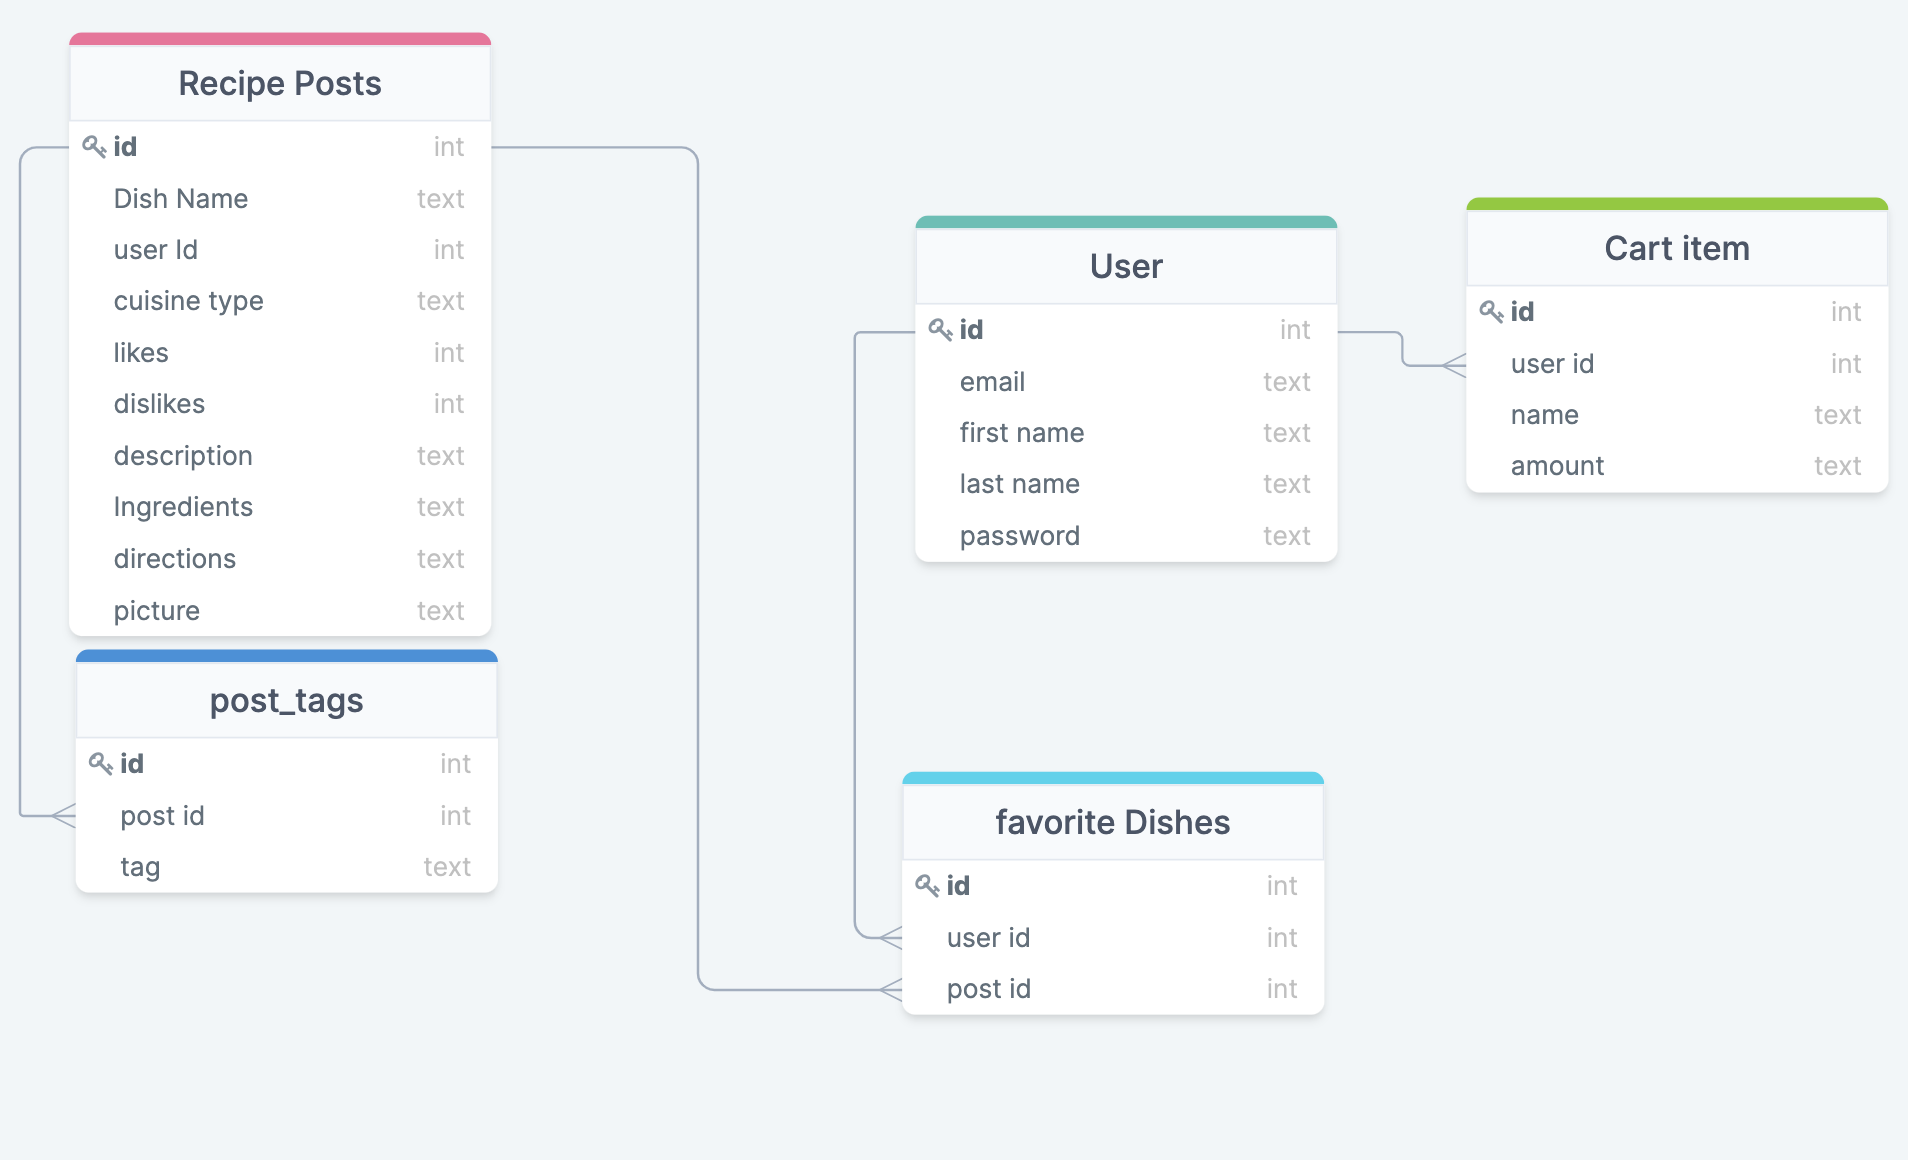 Recipe Posts
id int
Dish Name text
user Id int
cuisine type text
likes int
dislikes int
description text
Ingredients text
directions text
picture text
post_tags
id int
post id int
tag text
User
id int
email text
first name text
last name text
password text
favorite Dishes
id int
user id int
post id int
Cart item
id int
user id int
name text
amount text